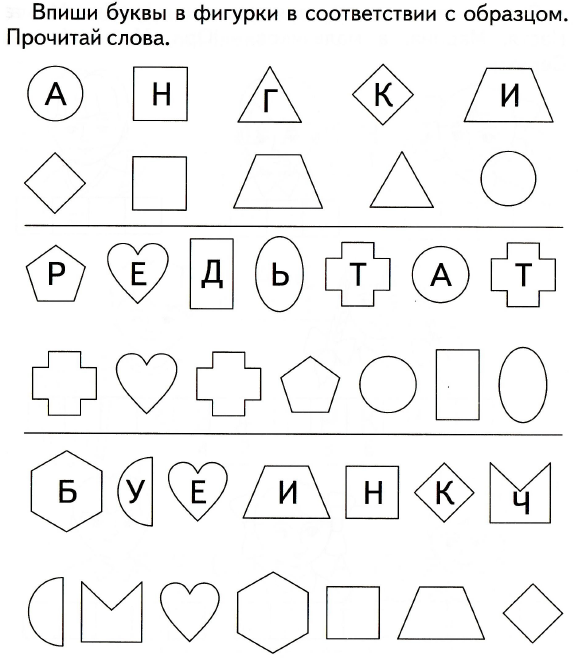 Впиши буквы в фигурки в соответствии с образцом.
Прочитай слова.
А Н Г К И
Р Е Д Ь Т А Т
Б У Е И Н К Ч